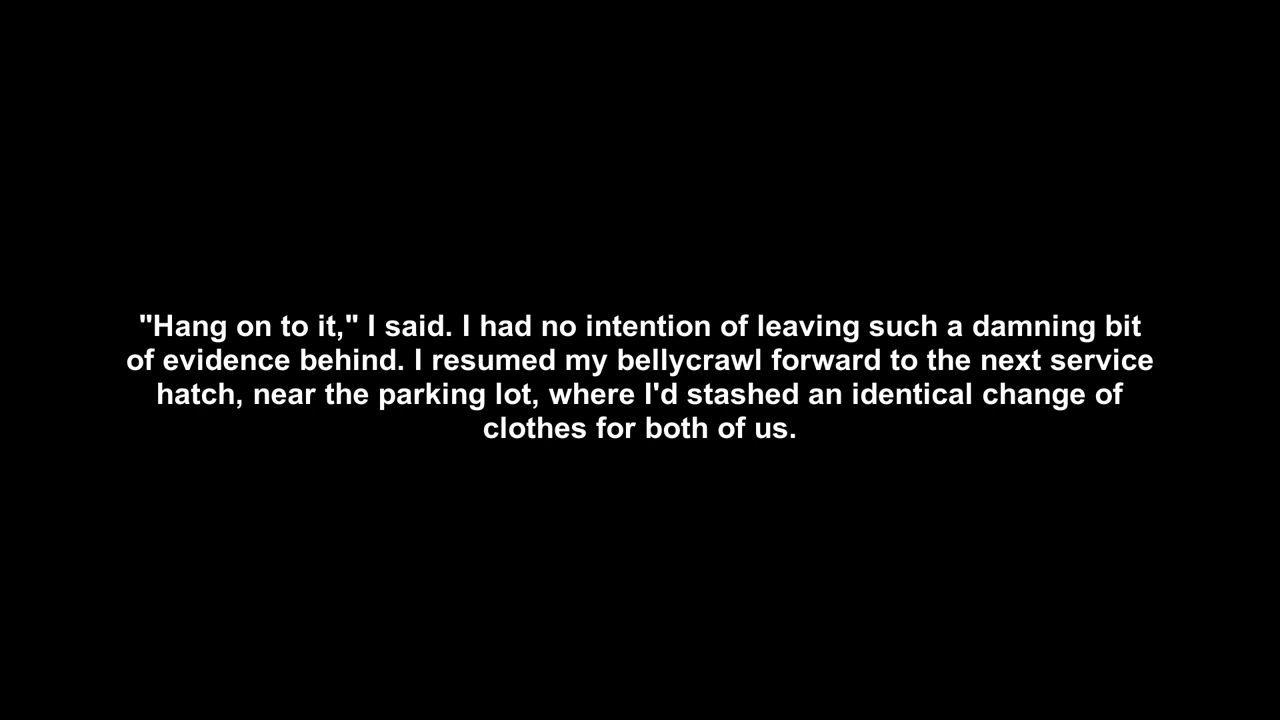 "Hang on to it," I said. I had no intention of leaving such a damning bit
of evidence behind. I resumed my bellycrawl forward to the next service
hatch, near the parking lot, where I'd stashed an identical change of
clothes for both of us.